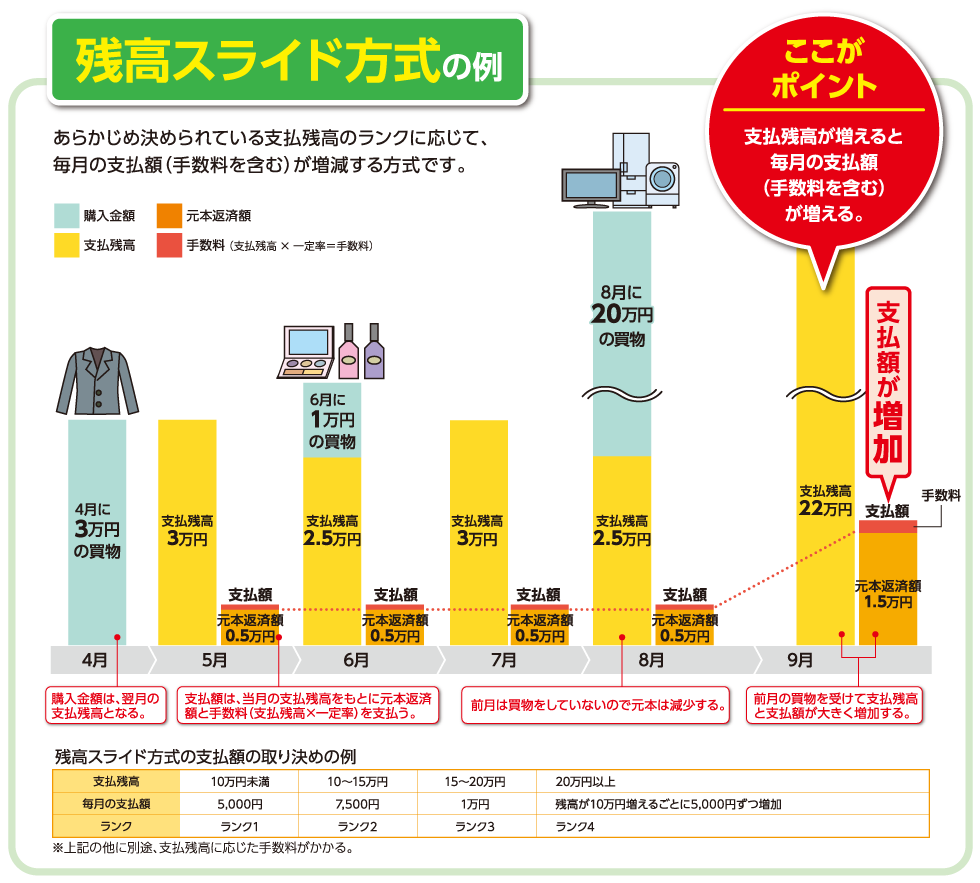 残高スライド方式の例
ここが
ポイント
支払残高が増えると
毎月の支払額
(手数料を含む)
が増える。
あらかじめ決められている支払残高のランクに応じて、
毎月の支払額(手数料を含む)が増減する方式です。
購入金額
元本返済額
支払残高
手数料(支払残高×一定率=手数料)
4月に
3万円
の買物
支払残高
3万円
支払額
元本返済額
0.5万円
6月に
1万円
の買物
支払残高
2.5万円
支払額
元本返済額
0.5万円
支払残高
3万円
支払額
元本返済額
0.5万円
8月に
20万円
の買物
支払残高
2.5万円
支払額
元本返済額
0.5万円
支払残高
22万円
支払額が増加
支払額
手数料
元本返済額
1.5万円
4月
5月
6月
7月
8月
9月
購入金額は、翌月の
支払残高となる。
支払額は、当月の支払残高をもとに元本返済
額と手数料(支払残高×一定率)を支払う。
前月は買物をしていないので元本は減少する。
前月の買物を受けて支払残高
と支払額が大きく増加する。
残高スライド方式の支払額の取り決めの例
支払残高 10万円未満 10〜15万円 15〜20万円 20万円以上
毎月の支払額 5,000円 7,500円 1万円 残高が10万円増えるごとに5,000円ずつ増加
ランク ランク1 ランク2 ランク3 ランク4
※上記の他に別途、支払残高に応じた手数料がかかる。